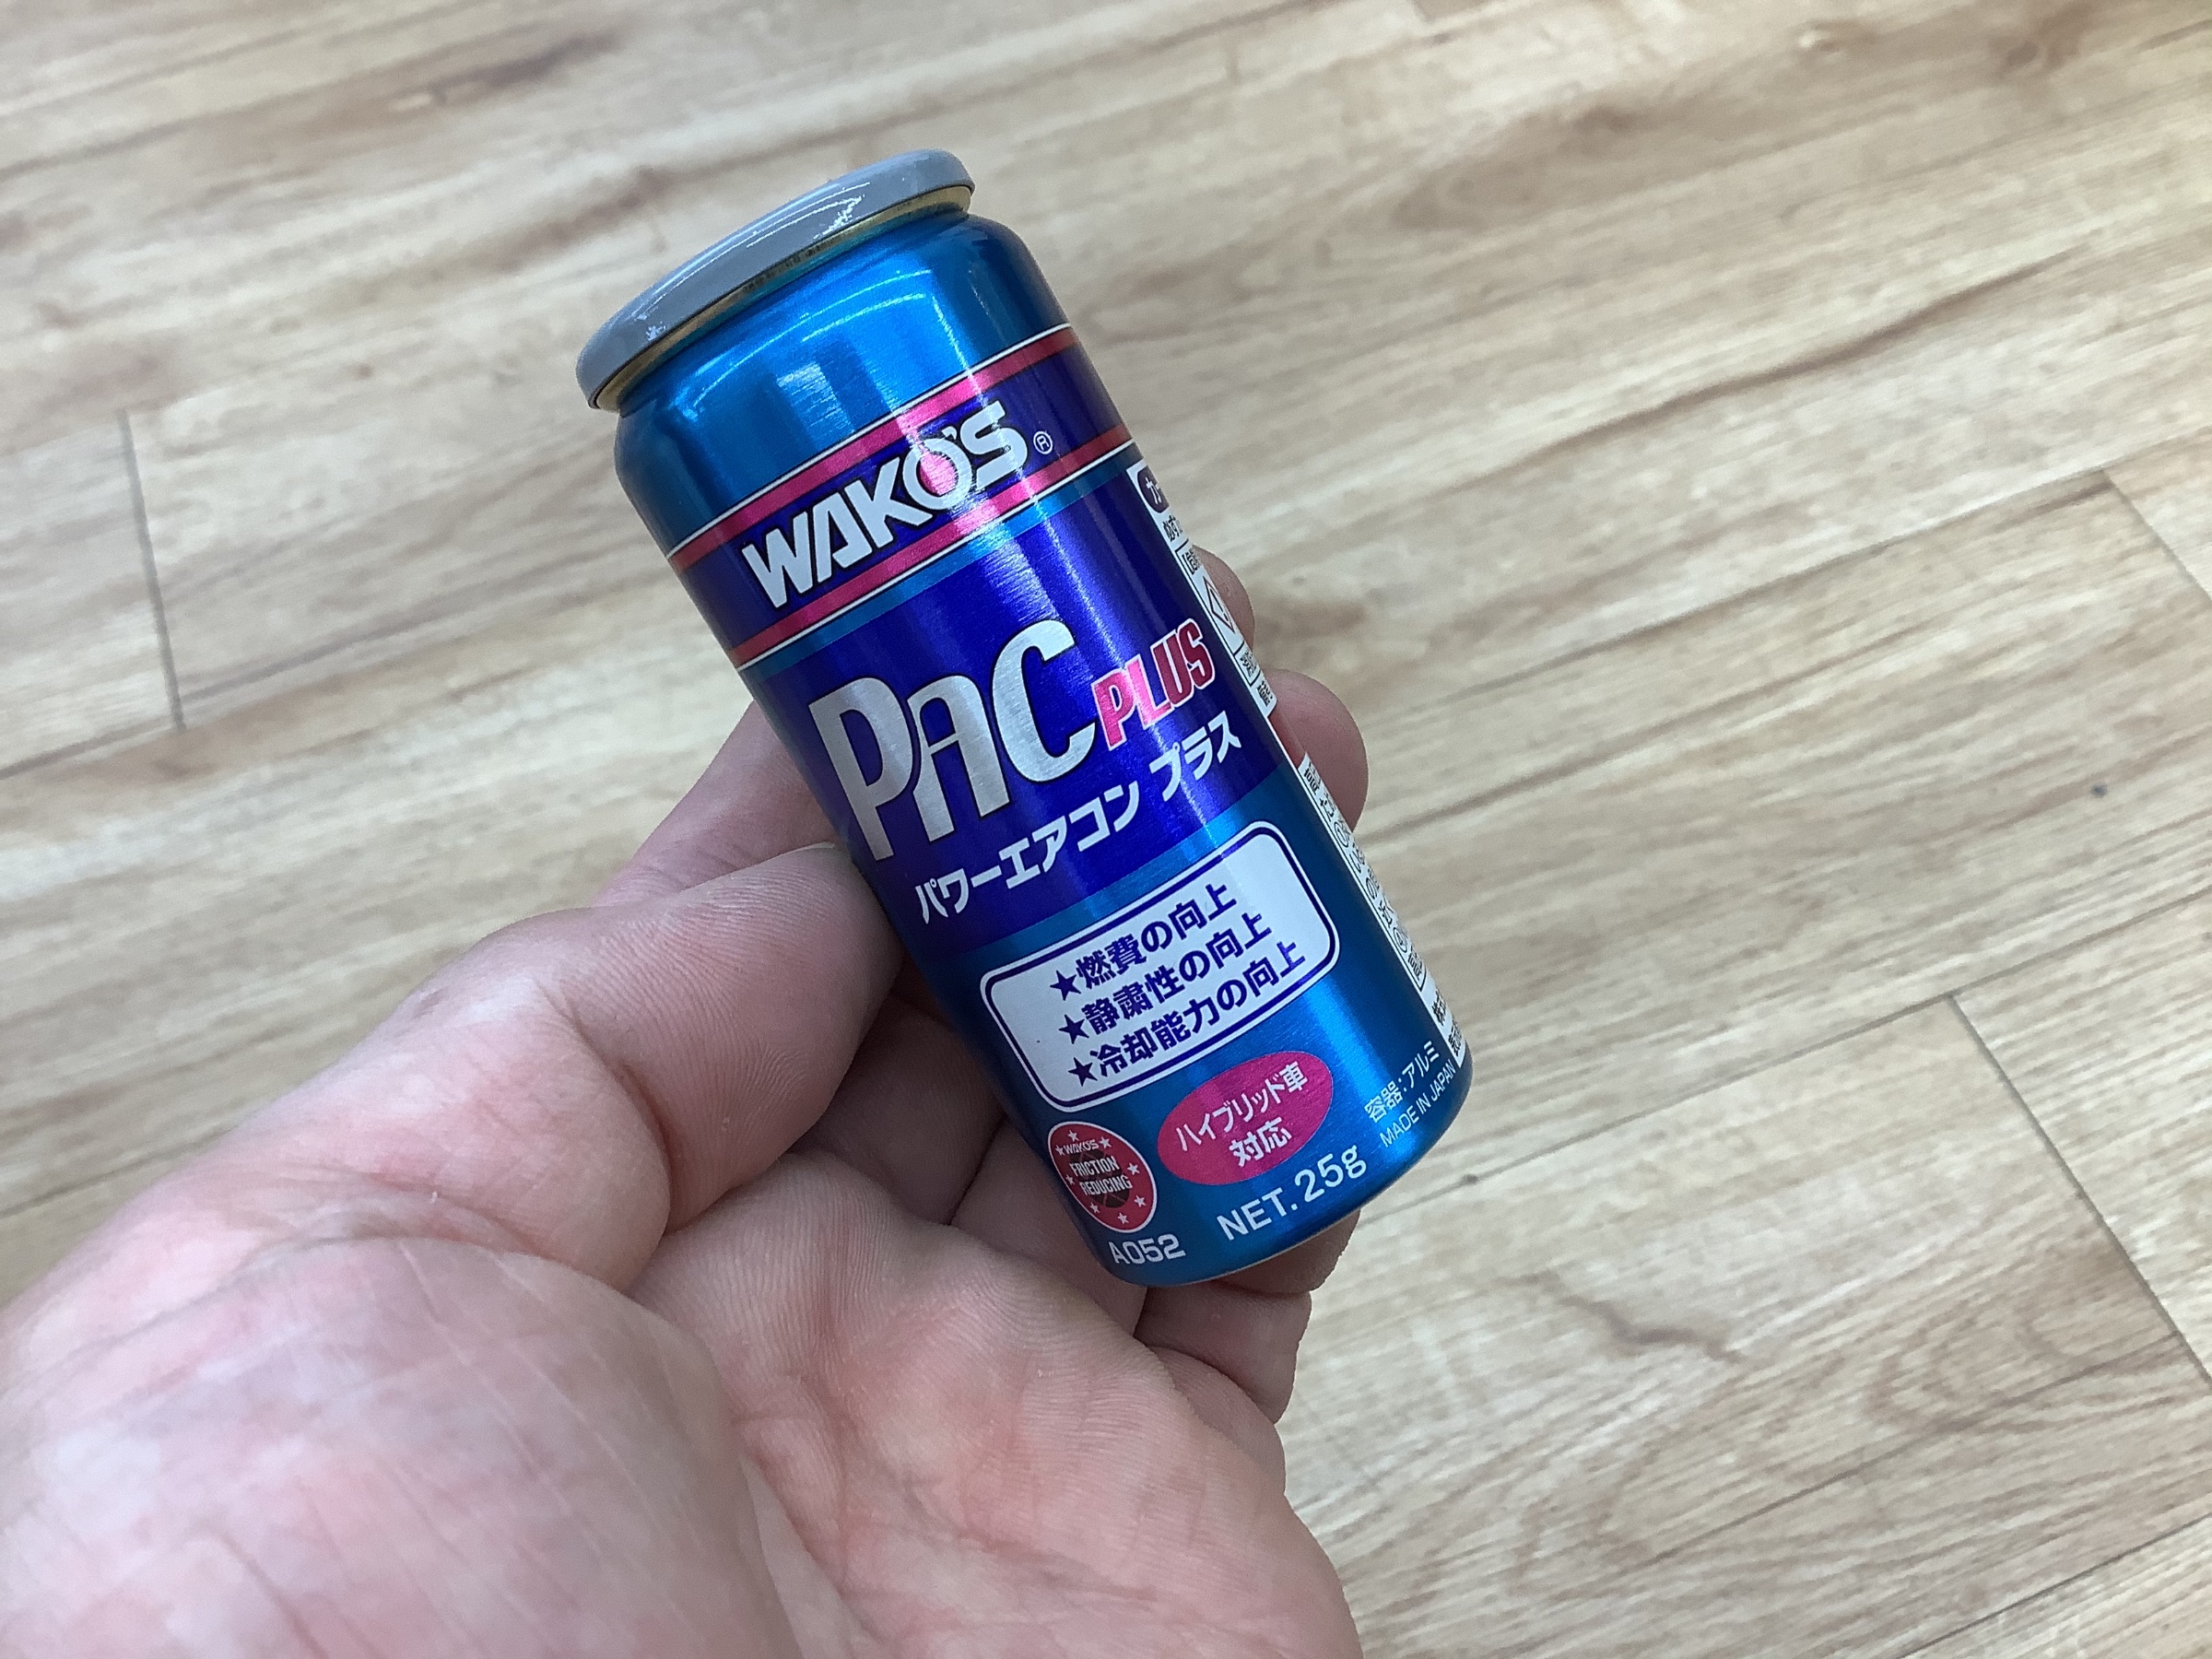 WAKO'S®
PAC PLUS
パワーエアコン プラス
★燃費の向上
★静粛性の向上
★冷却能力の向上
ハイブリッド車
対応
WAKO'S
FRICTION
REDUCING
容器：アルミ
MADE IN JAPAN
NET. 25g
A052